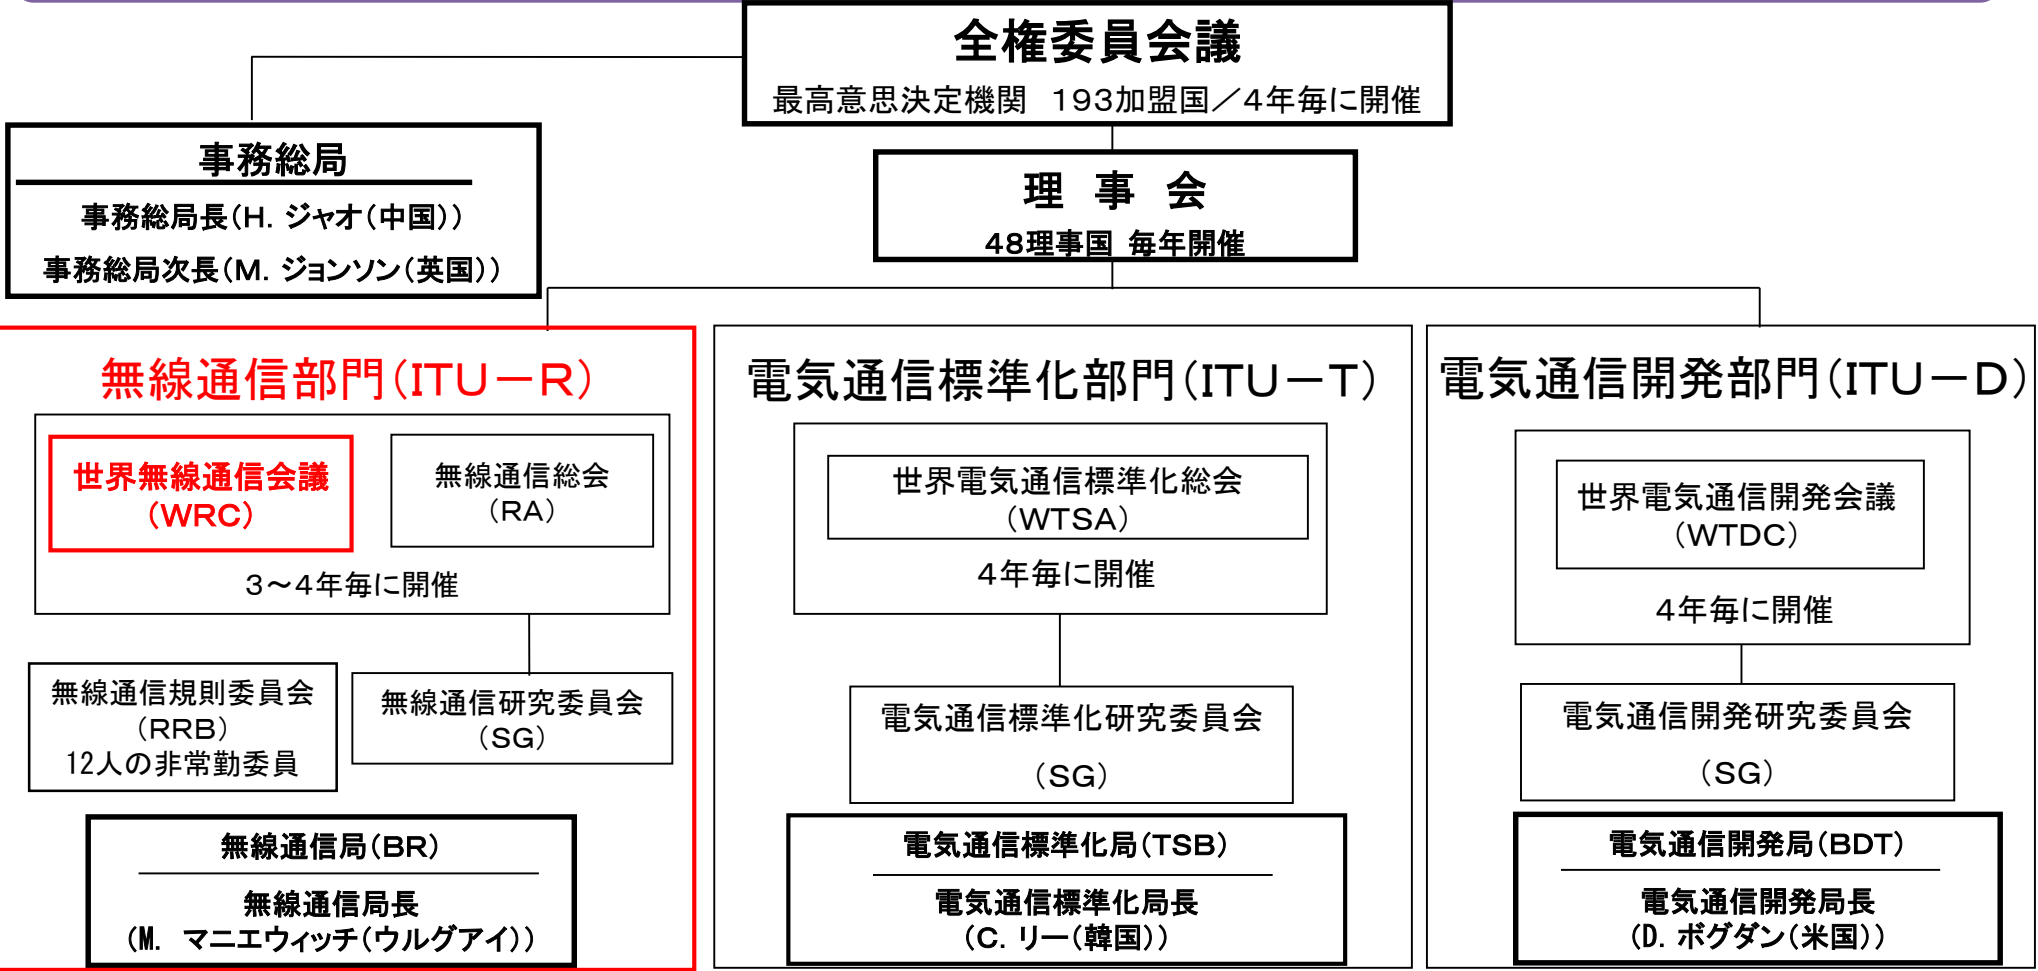 全権委員会議
最高意思決定機関　193加盟国／4年毎に開催
事務総局
事務総局長(H. ジャオ(中国))
事務総局次長(M. ジョンソン(英国))
理　事　会
48理事国 毎年開催
無線通信部門(ITU－R)
世界無線通信会議
(WRC)
無線通信総会
(RA)
3～4年毎に開催
無線通信規則委員会
(RRB)
12人の非常勤委員
無線通信研究委員会
(SG)
無線通信局(BR)
無線通信局長
(M. マニエウィッチ(ウルグアイ))
電気通信標準化部門(ITU－T)
世界電気通信標準化総会
(WTSA)
4年毎に開催
電気通信標準化研究委員会
(SG)
電気通信標準化局(TSB)
電気通信標準化局長
(C. リー(韓国))
電気通信開発部門(ITU－D)
世界電気通信開発会議
(WTDC)
4年毎に開催
電気通信開発研究委員会
(SG)
電気通信開発局(BDT)
電気通信開発局長
(D. ボグダン(米国))